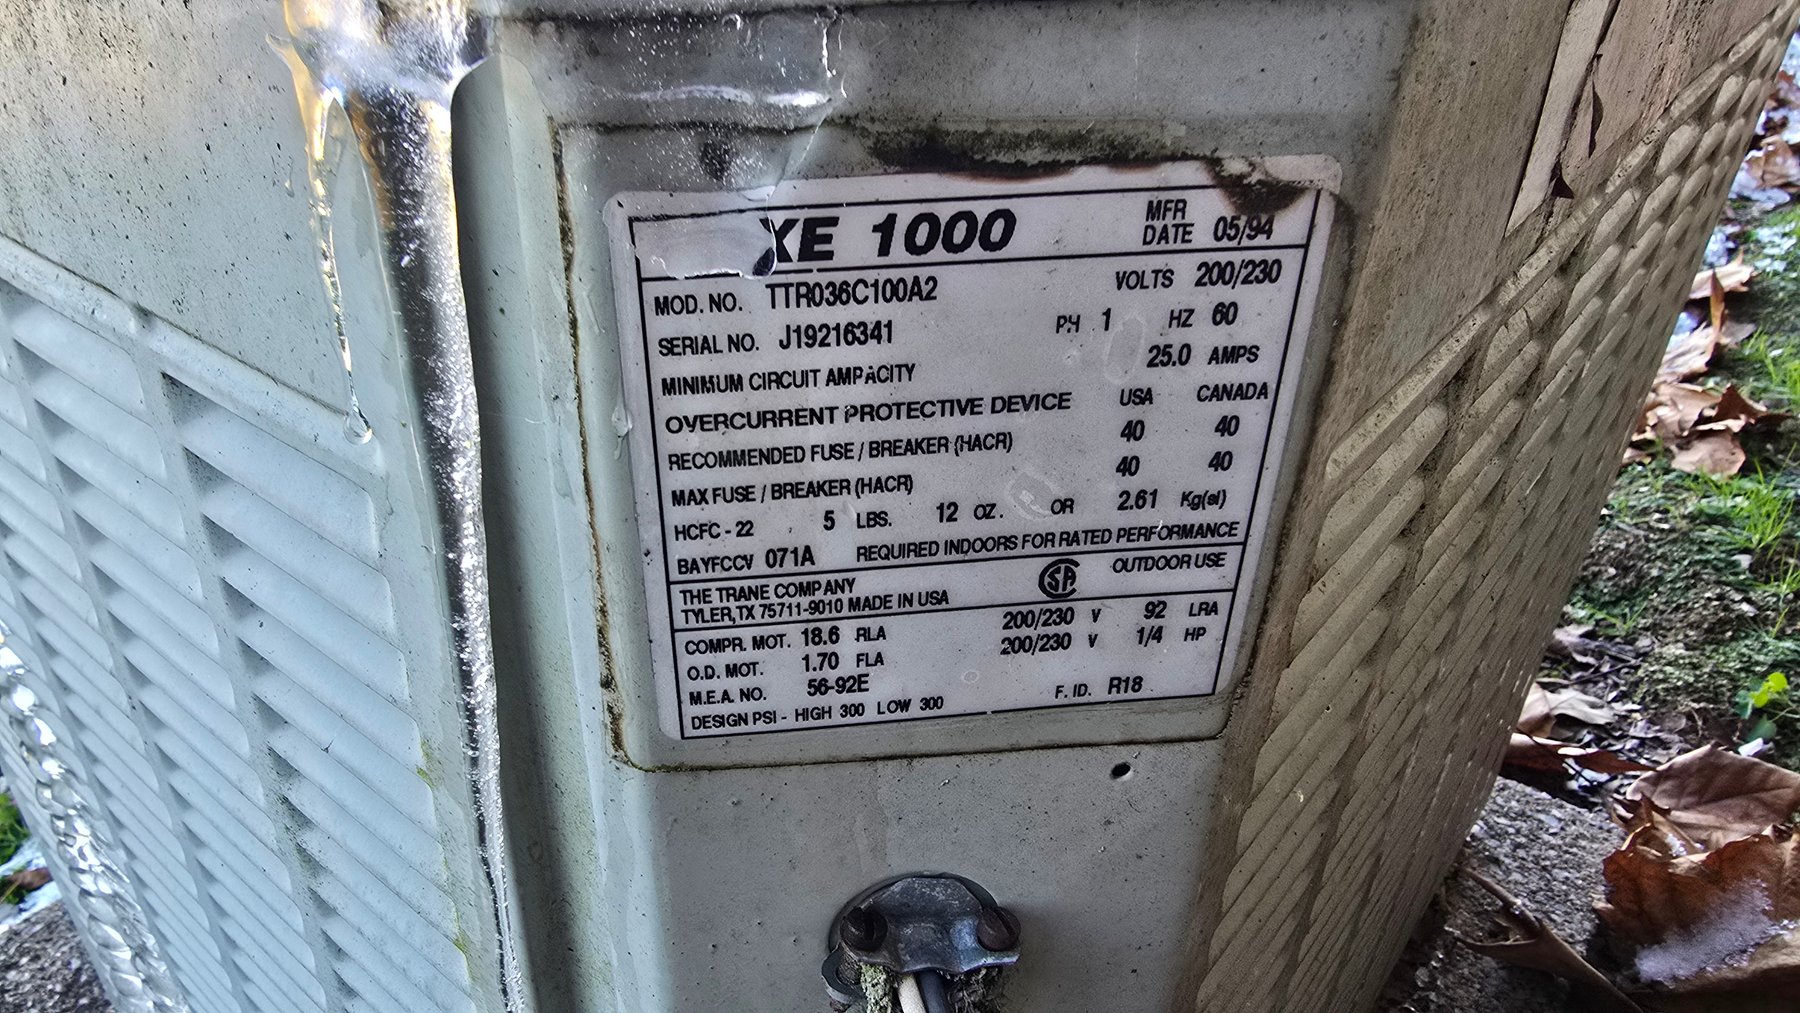 XE 1000 MFR DATE 05/94
MOD. NO. TTR036C100A2 VOLTS 200/230
SERIAL NO. J19216341 PH 1 HZ 60
MINIMUM CIRCUIT AMPACITY 25.0 AMPS
OVERCURRENT PROTECTIVE DEVICE USA CANADA
RECOMMENDED FUSE / BREAKER (HACR) 40 40
MAX FUSE / BREAKER (HACR) 40 40
HCFC - 22 5 LBS. 12 OZ. OR 2.61 Kg(sl)
BAYFCCV 071A REQUIRED INDOORS FOR RATED PERFORMANCE
THE TRANE COMPANY SA OUTDOOR USE
TYLER, TX 75711-9010 MADE IN USA
COMPR. MOT. 18.6 RLA 200/230 V 92 LRA
O.D. MOT. 1.70 FLA 200/230 V 1/4 HP
M.E.A. NO. 56-92E
DESIGN PSI - HIGH 300 LOW 300 F. ID. R18